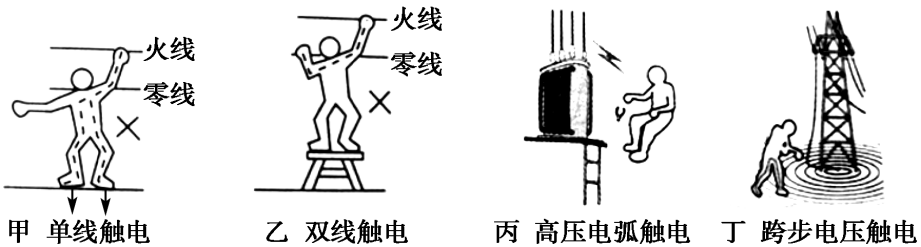 火线
零线
火线
零线
甲 单线触电
乙 双线触电
丙 高压电弧触电
丁 跨步电压触电